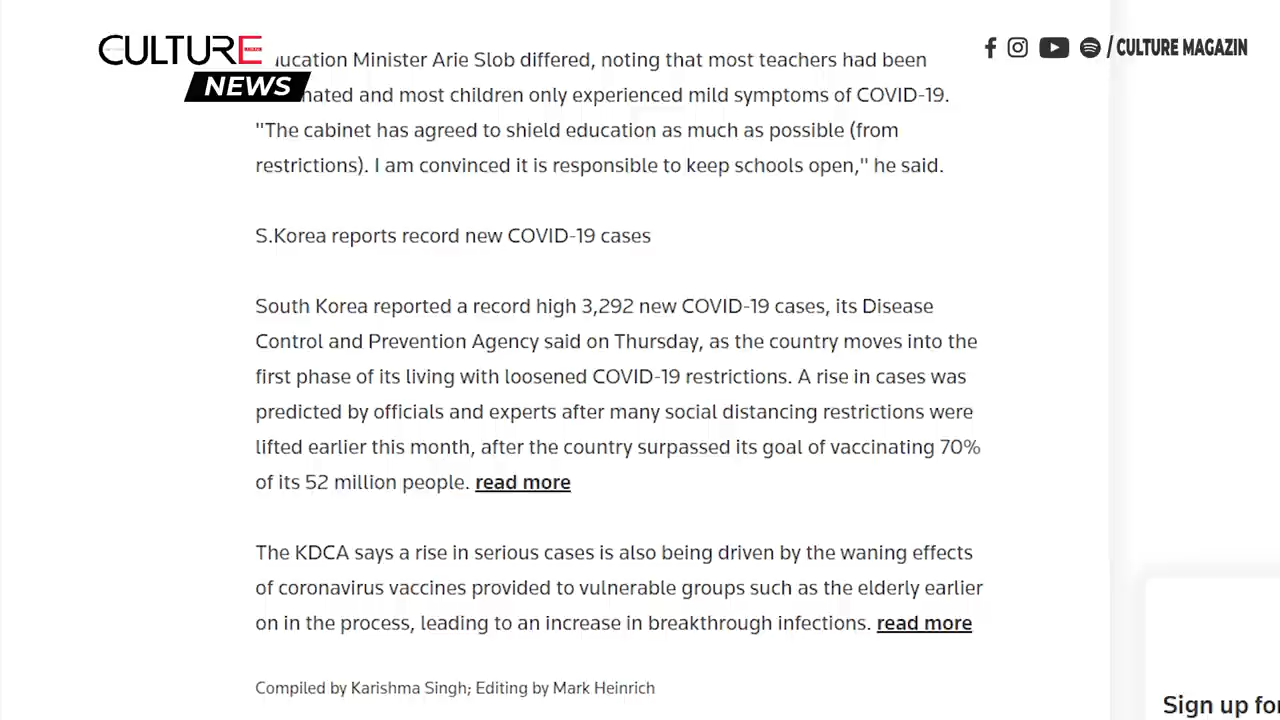 CULTURE
NEWS
/ CULTURE MAGAZIN
Minister Arie Slob differed, noting that most teachers had been
and most children only experienced mild symptoms of COVID-19.
"The cabinet has agreed to shield education as much as possible (from
restrictions). I am convinced it is responsible to keep schools open," he said.
S.Korea reports record new COVID-19 cases
South Korea reported a record high 3,292 new COVID-19 cases, its Disease
Control and Prevention Agency said on Thursday, as the country moves into the
first phase of its living with loosened COVID-19 restrictions. A rise in cases was
predicted by officials and experts after many social distancing restrictions were
lifted earlier this month, after the country surpassed its goal of vaccinating 70%
of its 52 million people. read more
The KDCA says a rise in serious cases is also being driven by the waning effects
of coronavirus vaccines provided to vulnerable groups such as the elderly earlier
on in the process, leading to an increase in breakthrough infections. read more
Compiled by Karishma Singh; Editing by Mark Heinrich
Sign up for